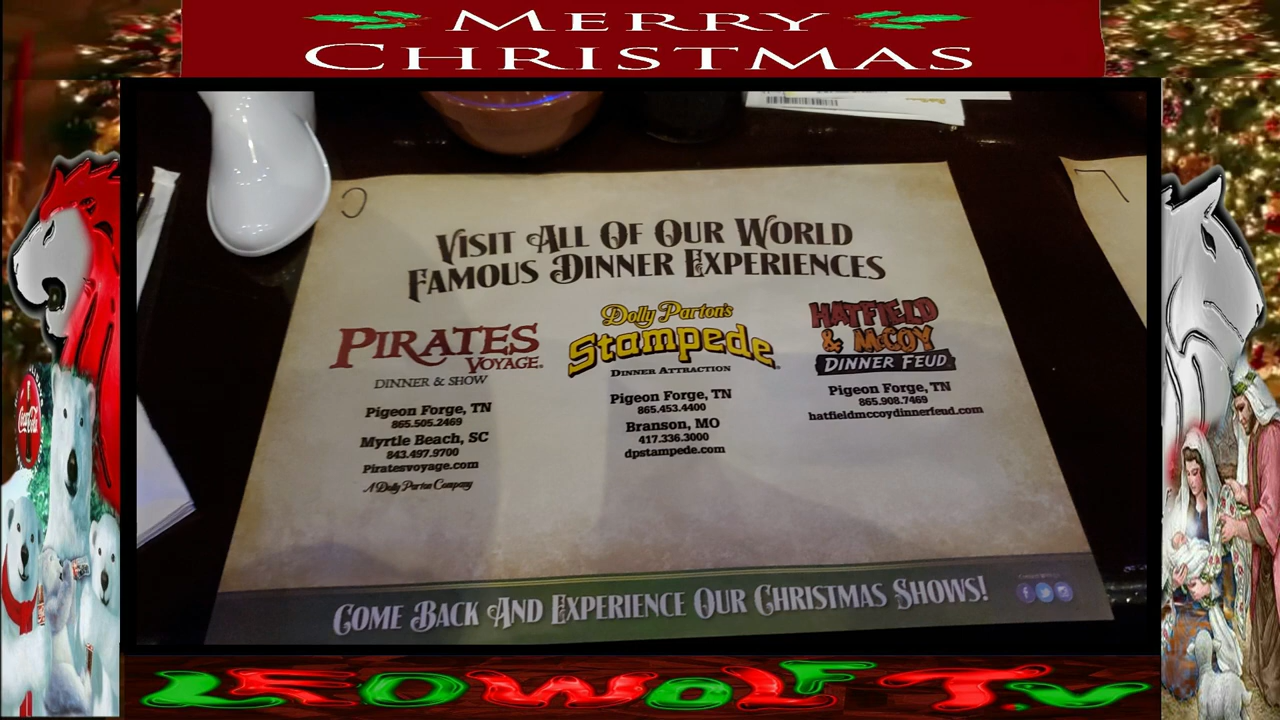 MERRY
CHRISTMAS
VISIT ALL OF OUR WORLD
FAMOUS DINNER EXPERIENCES
PIRATES
VOYAGE®
DINNER & SHOW
Pigeon Forge, TN
865.505.2469
Myrtle Beach, SC
843.497.9700
Piratesvoyage.com
A Dolly Parton Company
Dolly Parton's
Stampede®
DINNER ATTRACTION
Pigeon Forge, TN
865.453.4400
Branson, MO
417.336.3000
dpstampede.com
HATFIELD
& McCOY
DINNER FEUD
Pigeon Forge, TN
865.908.7469
hatfieldmccoydinnerfeud.com
COME BACK AND EXPERIENCE OUR CHRISTMAS SHOWS!
Coca-Cola
LEOWOLF T.V